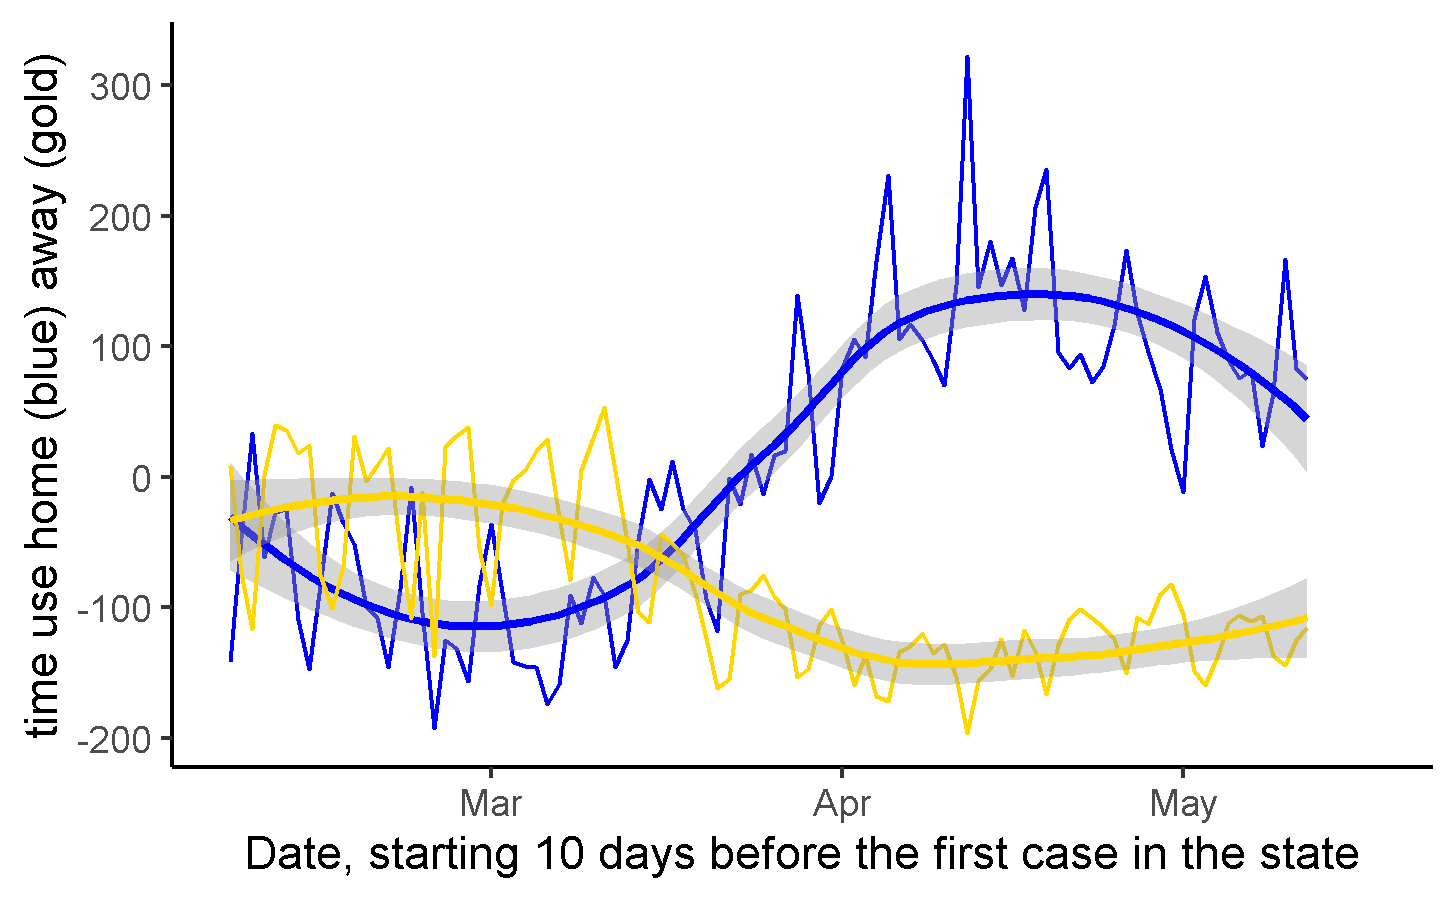 time use home (blue) away (gold)
300
200
100
0
-100
-200
Mar Apr May
Date, starting 10 days before the first case in the state